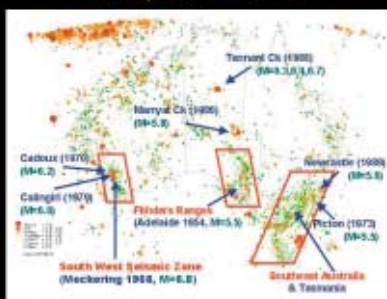 Tennant Ck (1988)
(M=6.3,6.4,6.7)
Marryat Ck (1986)
(M=5.8)
Cadoux (1979)
(M=6.2)
Calingiri (1970)
(M=5.9)
Newcastle (1989)
(M=5.6)
Flinders Ranges
(Adelaide 1954, M=5.5)
Picton (1973)
(M=5.5)
South West Seismic Zone
(Meckering 1968, M=6.8)
Southeast Australia
& Tasmania